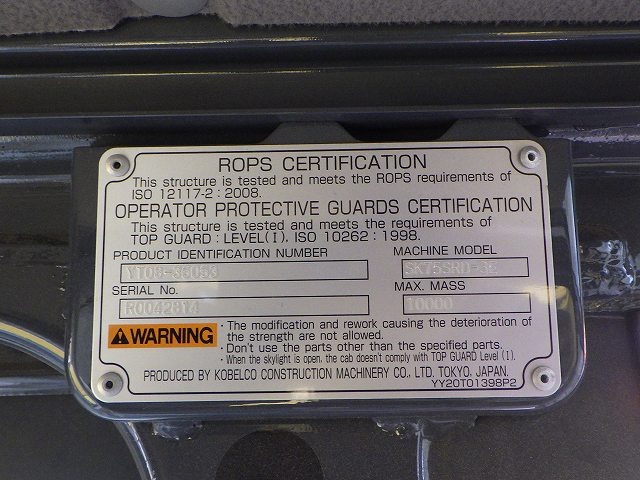 ROPS CERTIFICATION
This structure is tested and meets the ROPS requirements of
ISO 12117-2 : 2008.
OPERATOR PROTECTIVE GUARDS CERTIFICATION
This structure is tested and meets the requirements of
TOP GUARD : LEVEL(I), ISO 10262 : 1998.
PRODUCT IDENTIFICATION NUMBER
MACHINE MODEL
YT08-36053
SERIAL No.
MAX. MASS
R0042814
10000
WARNING
· The modification and rework causing the deterioration of
the strength are not allowed.
· Don't use the parts other than the specified parts.
· When the skylight is open, the cab doesn't comply with TOP GUARD Level (I).
PRODUCED BY KOBELCO CONSTRUCTION MACHINERY CO., LTD. TOKYO, JAPAN.
YY20T01398P2